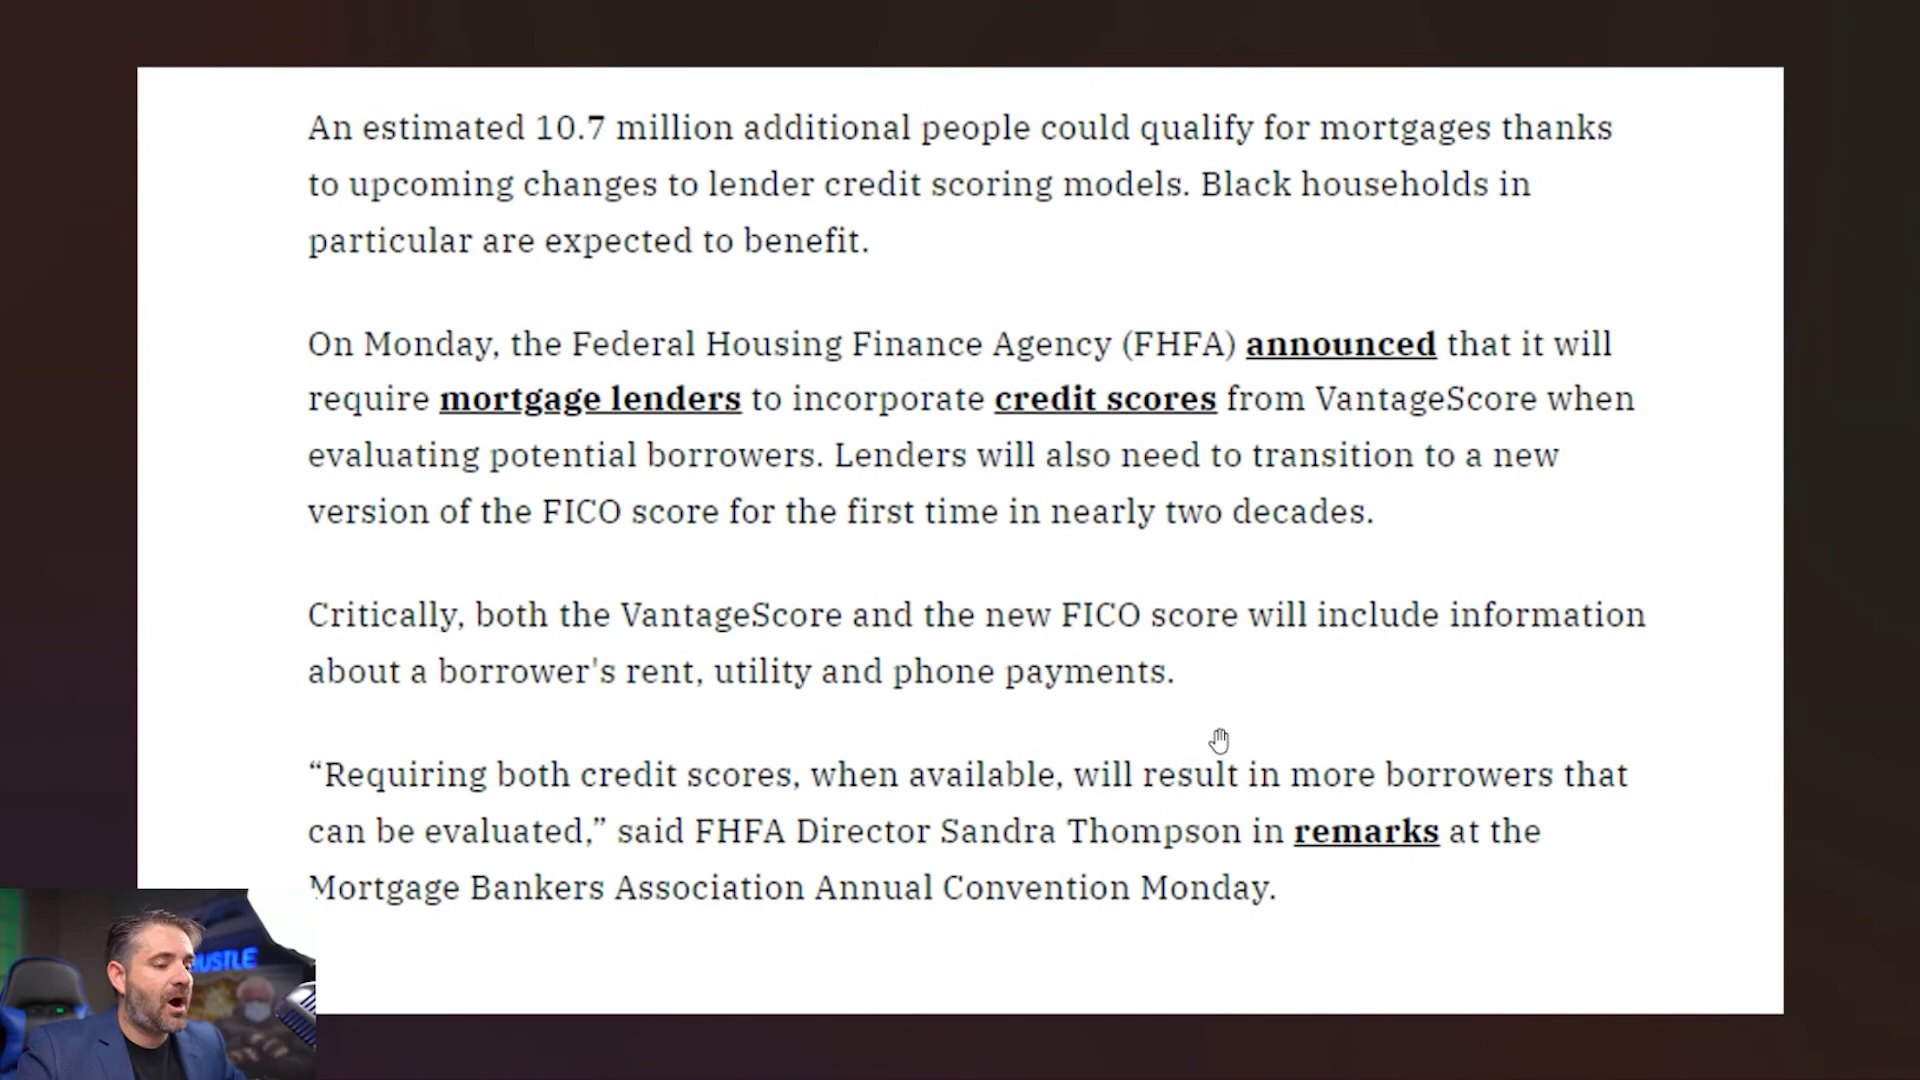 An estimated 10.7 million additional people could qualify for mortgages thanks
to upcoming changes to lender credit scoring models. Black households in
particular are expected to benefit.
On Monday, the Federal Housing Finance Agency (FHFA) announced that it will
require mortgage lenders to incorporate credit scores from VantageScore when
evaluating potential borrowers. Lenders will also need to transition to a new
version of the FICO score for the first time in nearly two decades.
Critically, both the VantageScore and the new FICO score will include information
about a borrower's rent, utility and phone payments.
“Requiring both credit scores, when available, will result in more borrowers that
can be evaluated,” said FHFA Director Sandra Thompson in remarks at the
Mortgage Bankers Association Annual Convention Monday.
USTLE